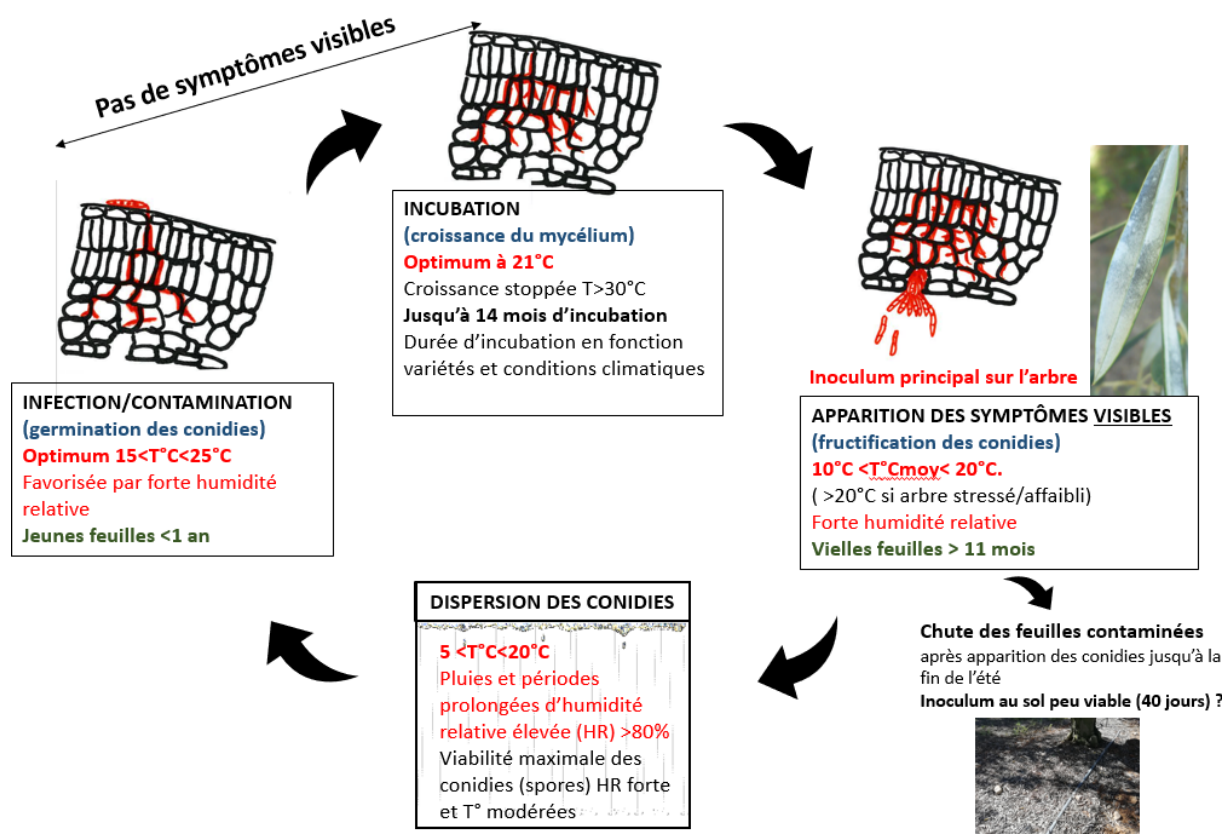 Pas de symptômes visibles
INFECTION/CONTAMINATION
(germination des conidies)
Optimum 15<T°C<25°C
Favorisée par forte humidité
relative
Jeunes feuilles <1 an
INCUBATION
(croissance du mycélium)
Optimum à 21°C
Croissance stoppée T>30°C
Jusqu’à 14 mois d’incubation
Durée d’incubation en fonction
variétés et conditions climatiques
Inoculum principal sur l’arbre
APPARITION DES SYMPTÔMES VISIBLES
(fructification des conidies)
10°C <T°Cmoy< 20°C.
( >20°C si arbre stressé/affaibli)
Forte humidité relative
Vielles feuilles > 11 mois
Chute des feuilles contaminées
après apparition des conidies jusqu’à la
fin de l’été
Inoculum au sol peu viable (40 jours) ?
DISPERSION DES CONIDIES
5 <T°C<20°C
Pluies et périodes
prolongées d’humidité
relative élevée (HR) >80%
Viabilité maximale des
conidies (spores) HR forte
et T° modérées